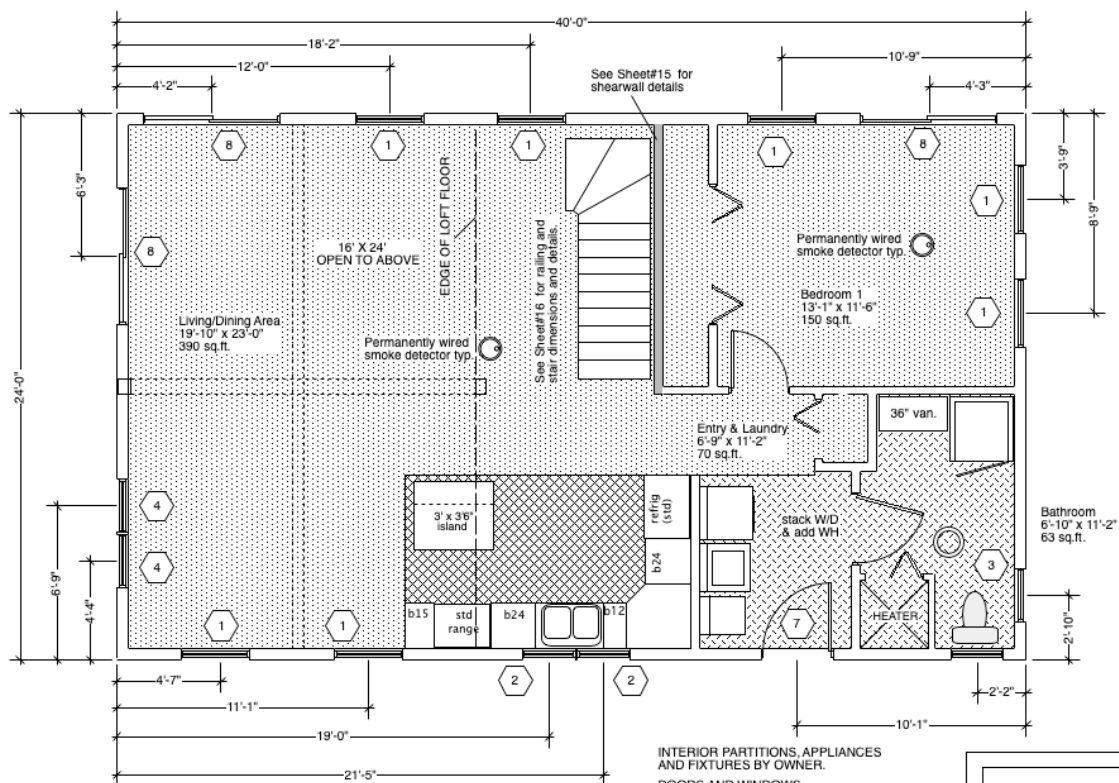 40'-0"
18'-2"
12'-0"
4'-2"
10'-9"
4'-3"
See Sheet#15 for
shearwall details
8
1
1
1
8
24'-0"
6'-3"
3'-9"
8'-9"
1
8
EDGE OF LOFT FLOOR
16' X 24'
OPEN TO ABOVE
See Sheet#16 for railing and
stair dimensions and details.
Permanently wired
smoke detector typ.
Bedroom 1
13'-1" x 11'-6"
150 sq.ft.
1
Living/Dining Area
19'-10" x 23'-0"
390 sq.ft.
Permanently wired
smoke detector typ.
36" van.
Entry & Laundry
6'-9" x 11'-2"
70 sq.ft.
4
3' x 3'6"
island
refrig
(std)
stack W/D
& add WH
Bathroom
6'-10" x 11'-2"
63 sq.ft.
4
b24
3
6'-9"
4'-4"
1
1
b15
std
range
b24
b12
7
HEATER
2'-10"
2
2
4'-7"
2'-2"
11'-1"
10'-1"
19'-0"
21'-5"
INTERIOR PARTITIONS, APPLIANCES
AND FIXTURES BY OWNER.
DOORS AND WINDOWS